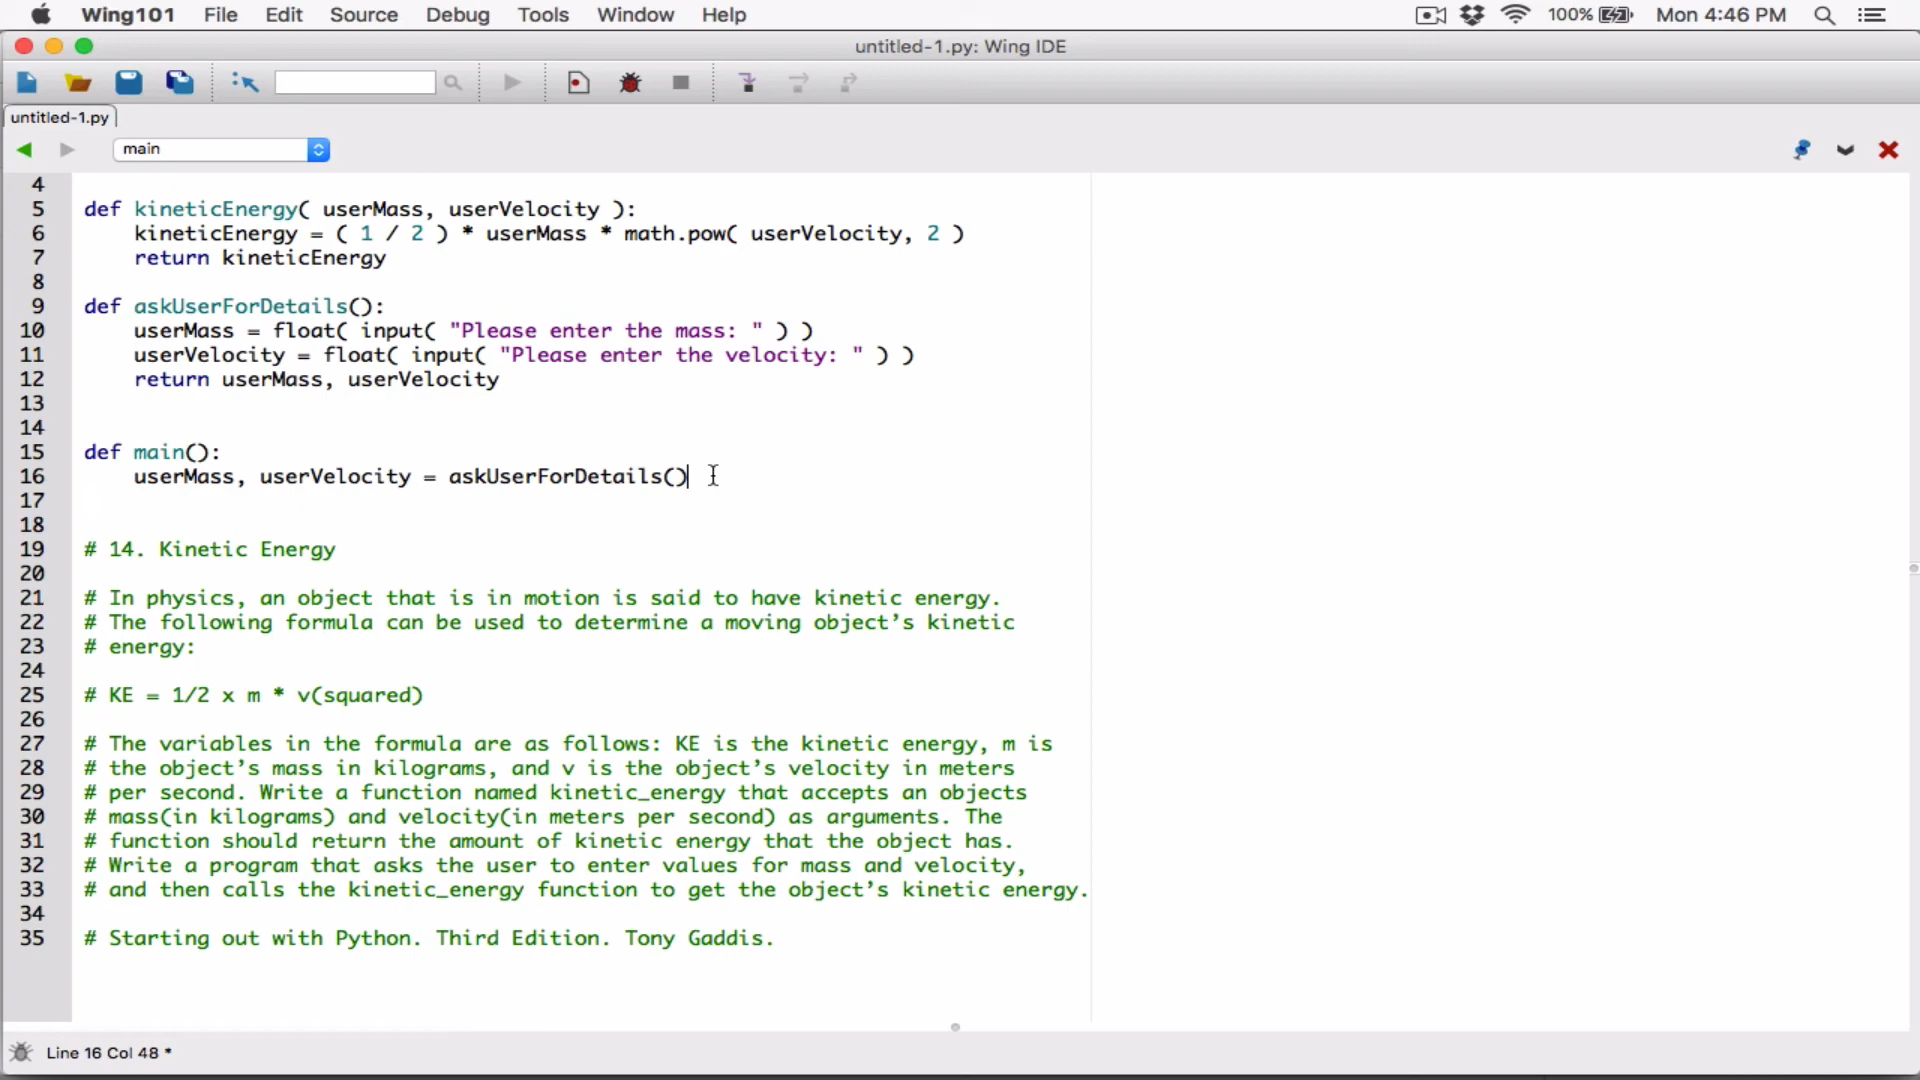 Wing101 File Edit Source Debug Tools Window Help 100% Mon 4:46 PM
untitled-1.py: Wing IDE
untitled-1.py
main
4
5 def kineticEnergy( userMass, userVelocity ):
6 kineticEnergy = ( 1 / 2 ) * userMass * math.pow( userVelocity, 2 )
7 return kineticEnergy
8
9 def askUserForDetails():
10 userMass = float( input( "Please enter the mass: " ) )
11 userVelocity = float( input( "Please enter the velocity: " ) )
12 return userMass, userVelocity
13
14
15 def main():
16 userMass, userVelocity = askUserForDetails()
17
18
19 # 14. Kinetic Energy
20
21 # In physics, an object that is in motion is said to have kinetic energy.
22 # The following formula can be used to determine a moving object’s kinetic
23 # energy:
24
25 # KE = 1/2 x m * v(squared)
26
27 # The variables in the formula are as follows: KE is the kinetic energy, m is
28 # the object’s mass in kilograms, and v is the object’s velocity in meters
29 # per second. Write a function named kinetic_energy that accepts an objects
30 # mass(in kilograms) and velocity(in meters per second) as arguments. The
31 # function should return the amount of kinetic energy that the object has.
32 # Write a program that asks the user to enter values for mass and velocity,
33 # and then calls the kinetic_energy function to get the object’s kinetic energy.
34
35 # Starting out with Python. Third Edition. Tony Gaddis.
Line 16 Col 48 *